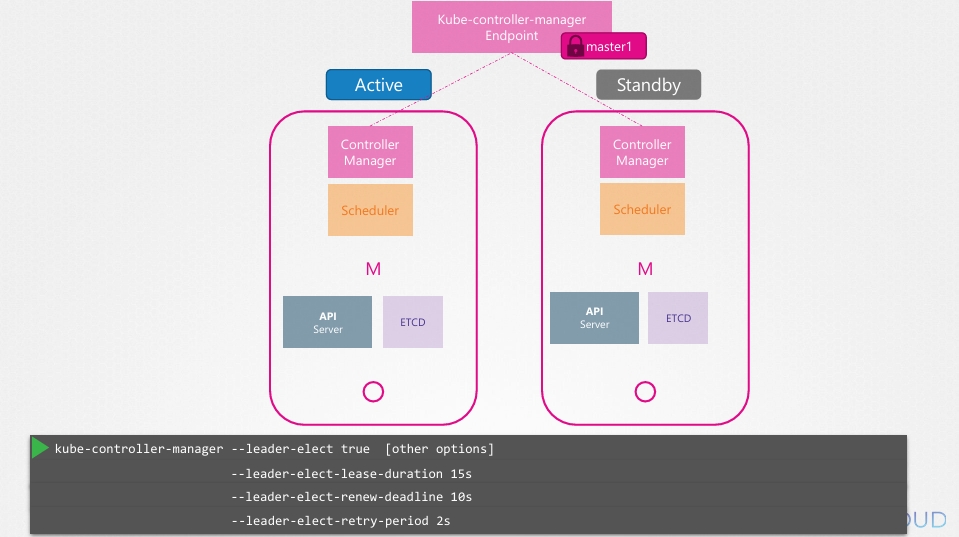 Kube-controller-manager
Endpoint
master1
Active
Standby
Controller
Manager
Scheduler
M
API
Server
ETCD
Controller
Manager
Scheduler
M
API
Server
ETCD
kube-controller-manager --leader-elect true [other options]
--leader-elect-lease-duration 15s
--leader-elect-renew-deadline 10s
--leader-elect-retry-period 2s
OUD